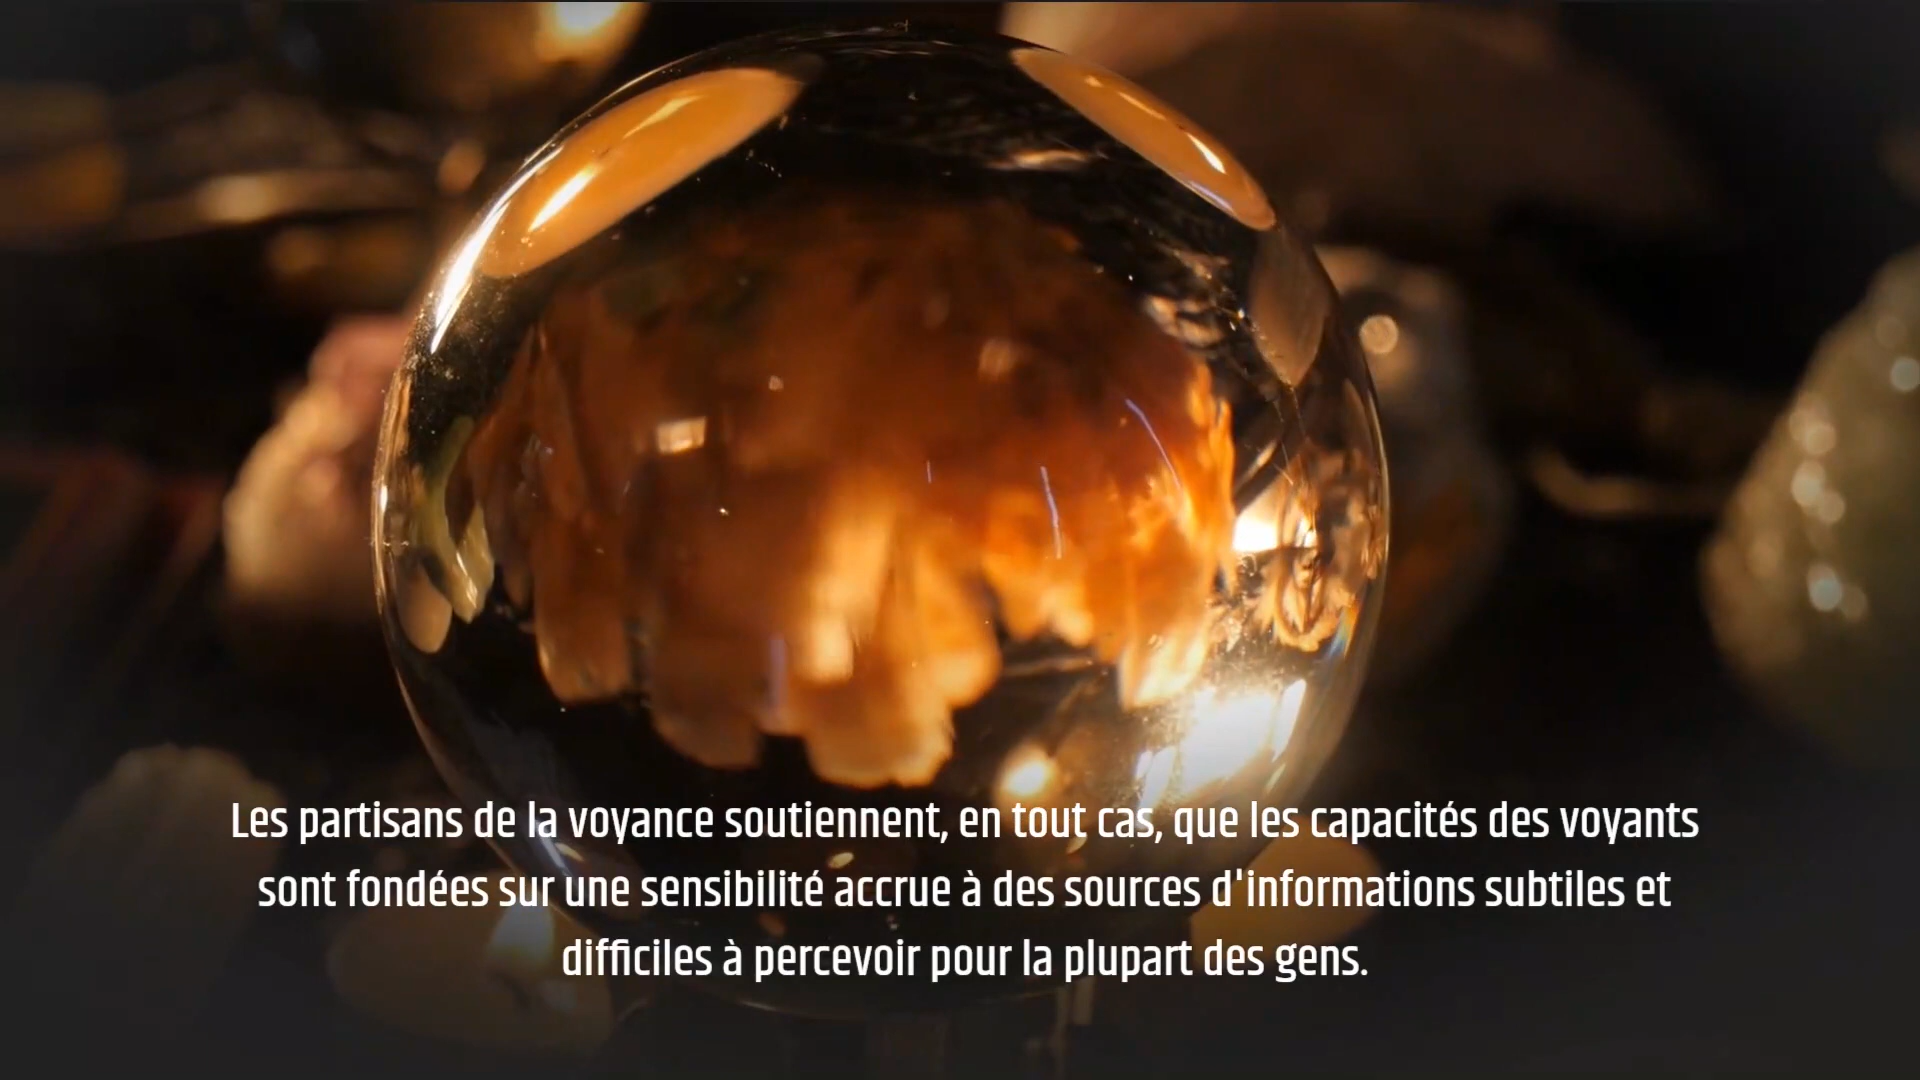 Les partisans de la voyance soutiennent, en tout cas, que les capacités des voyants
sont fondées sur une sensibilité accrue à des sources d'informations subtiles et
difficiles à percevoir pour la plupart des gens.